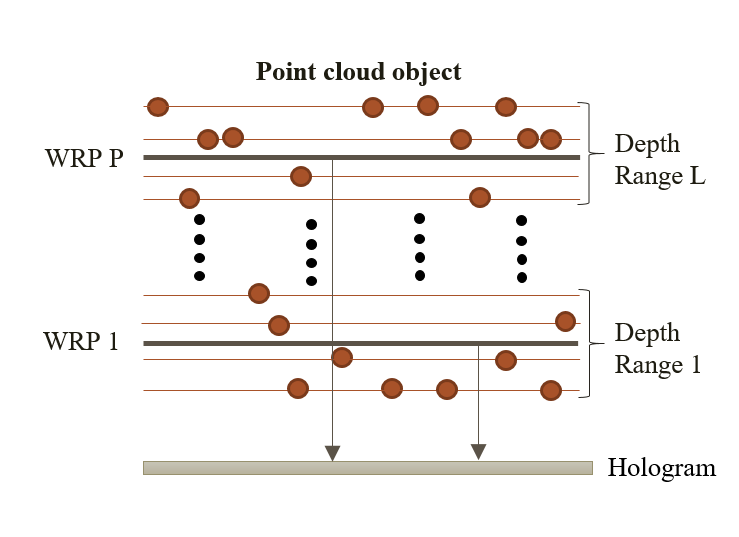 Point cloud object
WRP P
Depth
Range L
WRP 1
Depth
Range 1
Hologram